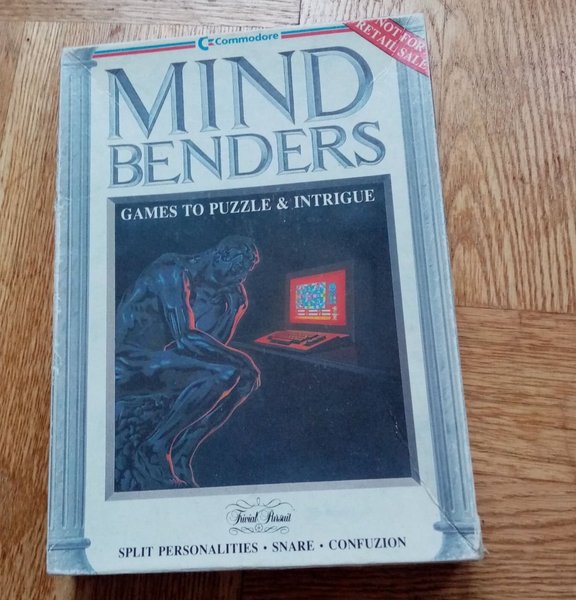 Commodore
NOT FOR
RETAIL SALE
MIND
BENDERS
GAMES TO PUZZLE & INTRIGUE
Trivial Pursuit
SPLIT PERSONALITIES • SNARE • CONFUZION